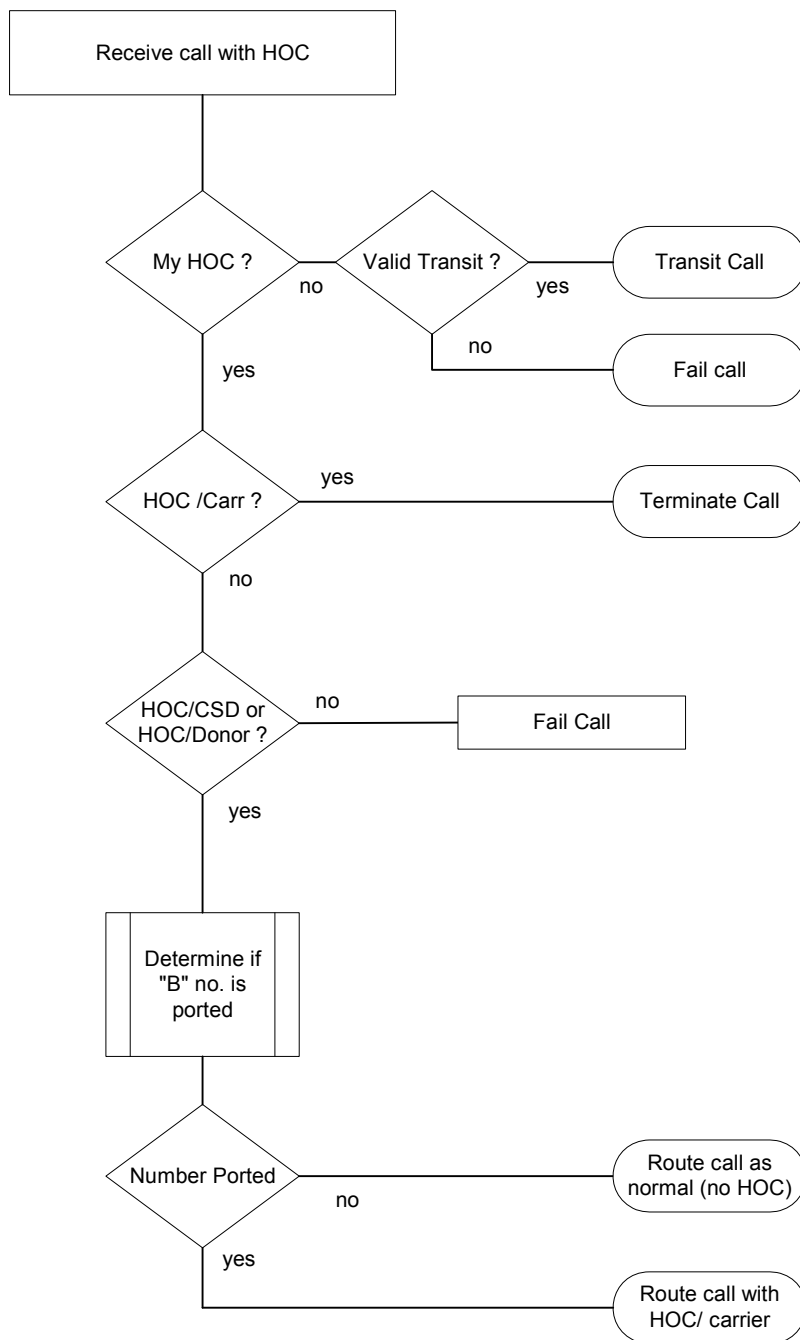 Receive call with HOC
My HOC ?
no
Valid Transit ?
yes
Transit Call
no
Fail call
yes
HOC /Carr ?
yes
Terminate Call
no
HOC/CSD or
HOC/Donor ?
no
Fail Call
yes
Determine if
"B" no. is
ported
Number Ported
no
Route call as
normal (no HOC)
yes
Route call with
HOC/ carrier